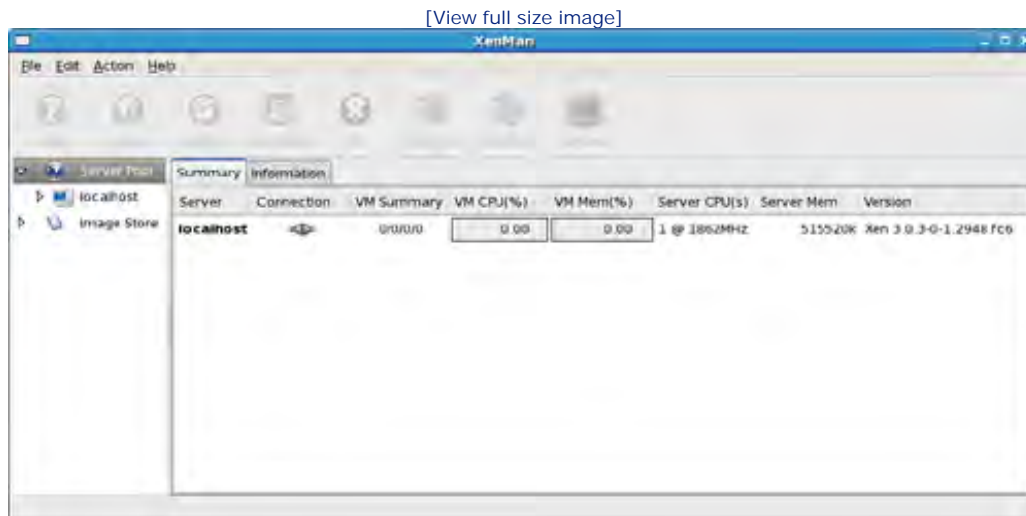 [View full size image]
XenMan
File Edit Action Help
Server Pool
localhost
Image Store
Summary Information
Server Connection VM Summary VM CPU(%) VM Mem(%) Server CPU(s) Server Mem Version
localhost 0/0/0/0 0.00 0.00 1 @ 1862MHz 515520k Xen 3.0.3-0-1.2948.fc6